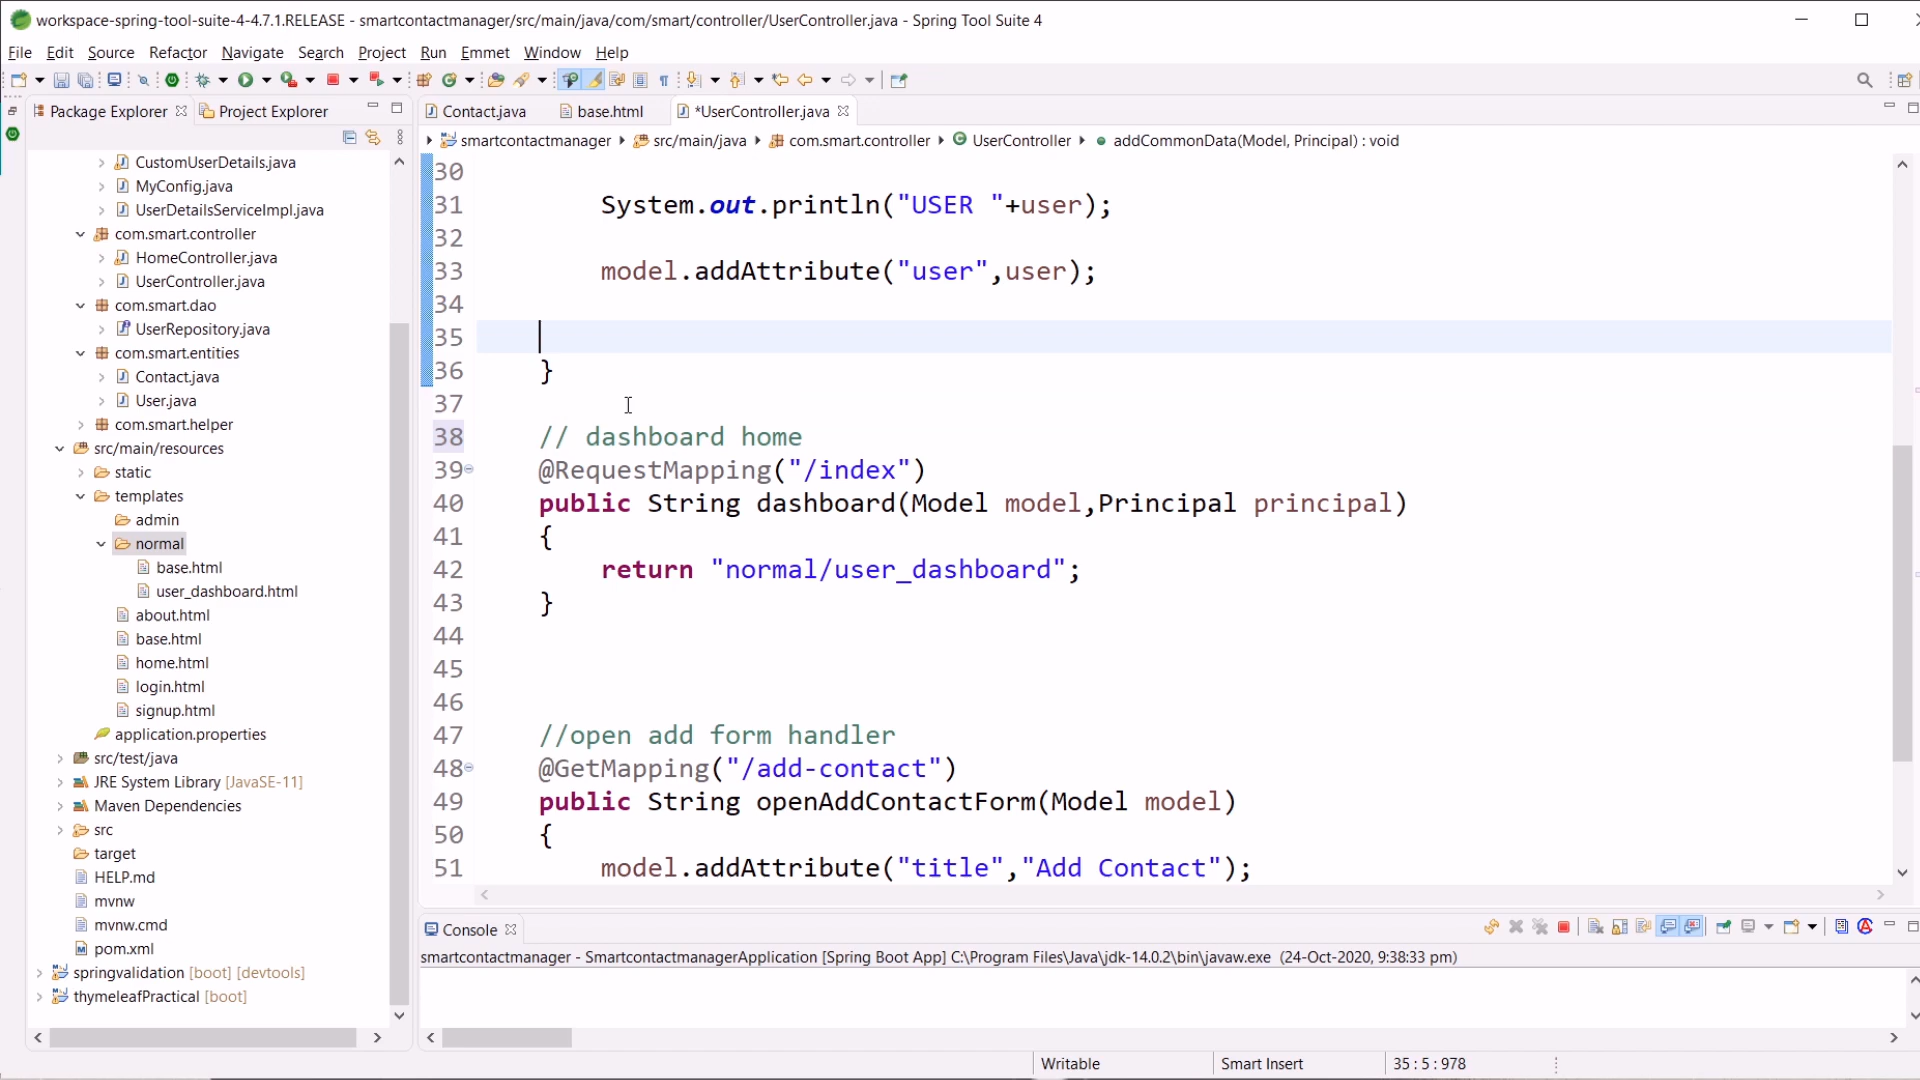 workspace-spring-tool-suite-4-4.7.1.RELEASE - smartcontactmanager/src/main/java/com/smart/controller/UserController.java - Spring Tool Suite 4
File Edit Source Refactor Navigate Search Project Run Emmet Window Help
Package Explorer Project Explorer
CustomUserDetails.java
MyConfig.java
UserDetailsServiceImpl.java
com.smart.controller
HomeController.java
UserController.java
com.smart.dao
UserRepository.java
com.smart.entities
Contact.java
User.java
com.smart.helper
src/main/resources
static
templates
admin
normal
base.html
user_dashboard.html
about.html
base.html
home.html
login.html
signup.html
application.properties
src/test/java
JRE System Library [JavaSE-11]
Maven Dependencies
src
target
HELP.md
mvnw
mvnw.cmd
pom.xml
springvalidation [boot] [devtools]
thymeleafPractical [boot]
Contact.java base.html *UserController.java
smartcontactmanager src/main/java com.smart.controller UserController addCommonData(Model, Principal) : void
30
31 System.out.println("USER "+user);
32
33 model.addAttribute("user",user);
34
35
36 }
37
38 // dashboard home
39 @RequestMapping("/index")
40 public String dashboard(Model model,Principal principal)
41 {
42 return "normal/user_dashboard";
43 }
44
45
46
47 //open add form handler
48 @GetMapping("/add-contact")
49 public String openAddContactForm(Model model)
50 {
51 model.addAttribute("title","Add Contact");
Console
smartcontactmanager - SmartcontactmanagerApplication [Spring Boot App] C:\Program Files\Java\jdk-14.0.2\bin\javaw.exe (24-Oct-2020, 9:38:33 pm)
Writable Smart Insert 35 : 5 : 978